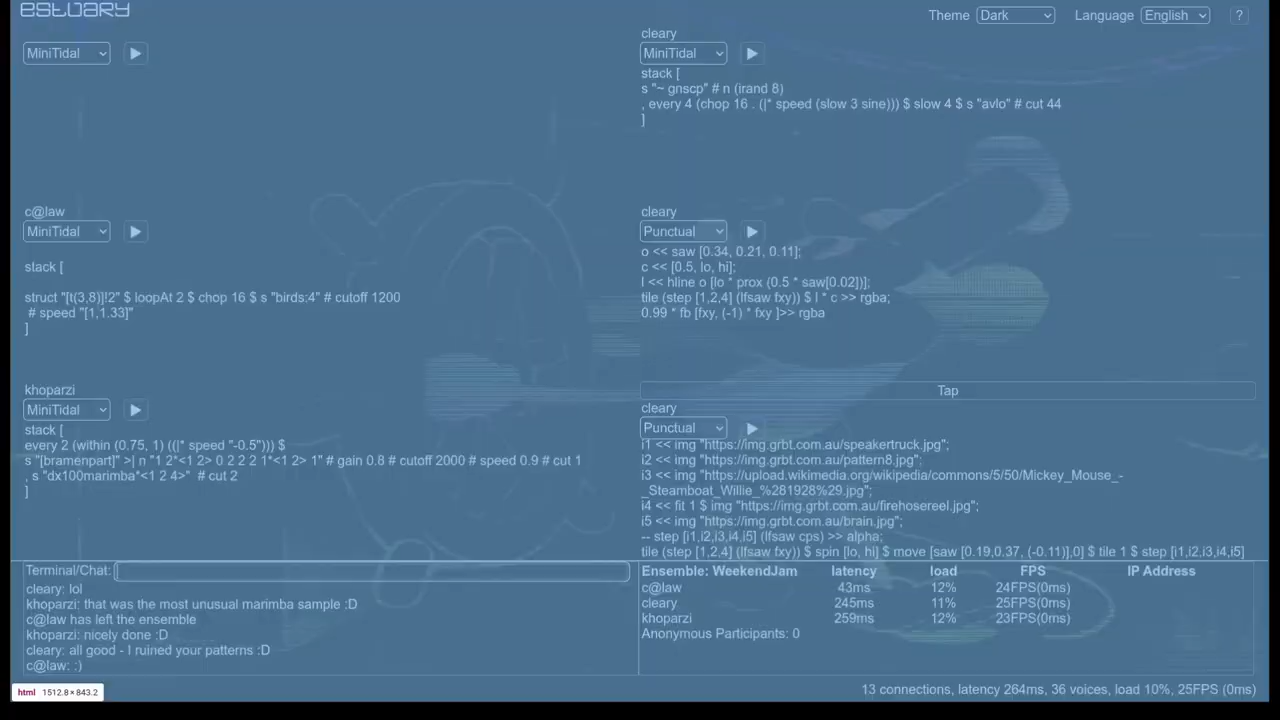 estuary
Theme Dark Language English ?
MiniTidal
cleary
MiniTidal
stack [
s "~ gnscp" # n (irand 8)
, every 4 (chop 16 . (|* speed (slow 3 sine))) $ slow 4 $ s "avlo" # cut 44
]
c@law
MiniTidal
stack [
struct "[t(3,8)]!2" $ loopAt 2 $ chop 16 $ s "birds:4" # cutoff 1200
# speed "[1,1.33]"
]
cleary
Punctual
o << saw [0.34, 0.21, 0.11];
c << [0.5, lo, hi];
l << hline o [lo * prox (0.5 * saw[0.02])];
tile (step [1,2,4] (lfsaw fxy)) $ l * c >> rgba;
0.99 * fb [fxy, (-1) * fxy ]>> rgba
khoparzi
MiniTidal
stack [
every 2 (within (0.75, 1) ((|* speed "-0.5"))) $
s "[bramenpart]" >| n "1 2*<1 2> 0 2 2 2 1*<1 2> 1" # gain 0.8 # cutoff 2000 # speed 0.9 # cut 1
, s "dx100marimba*<1 2 4>" # cut 2
]
Tap
cleary
Punctual
i1 << img "https://img.grbt.com.au/speakertruck.jpg";
i2 << img "https://img.grbt.com.au/pattern8.jpg";
i3 << img "https://upload.wikimedia.org/wikipedia/commons/5/50/Mickey_Mouse_-
_Steamboat_Willie_%281928%29.jpg";
i4 << fit 1 $ img "https://img.grbt.com.au/firehosereel.jpg";
i5 << img "https://img.grbt.com.au/brain.jpg";
-- step [i1,i2,i3,i4,i5] (lfsaw cps) >> alpha;
tile (step [1,2,4] (lfsaw fxy)) $ spin [lo, hi] $ move [saw [0.19,0.37, (-0.11)],0] $ tile 1 $ step [i1,i2,i3,i4,i5]
Terminal/Chat:
cleary: lol
khoparzi: that was the most unusual marimba sample :D
c@law has left the ensemble
khoparzi: nicely done :D
cleary: all good - I ruined your patterns :D
c@law: :)
Ensemble: WeekendJam latency load FPS IP Address
c@law 43ms 12% 24FPS(0ms)
cleary 245ms 11% 25FPS(0ms)
khoparzi 259ms 12% 23FPS(0ms)
Anonymous Participants: 0
html 1512.8×843.2
13 connections, latency 264ms, 36 voices, load 10%, 25FPS (0ms)